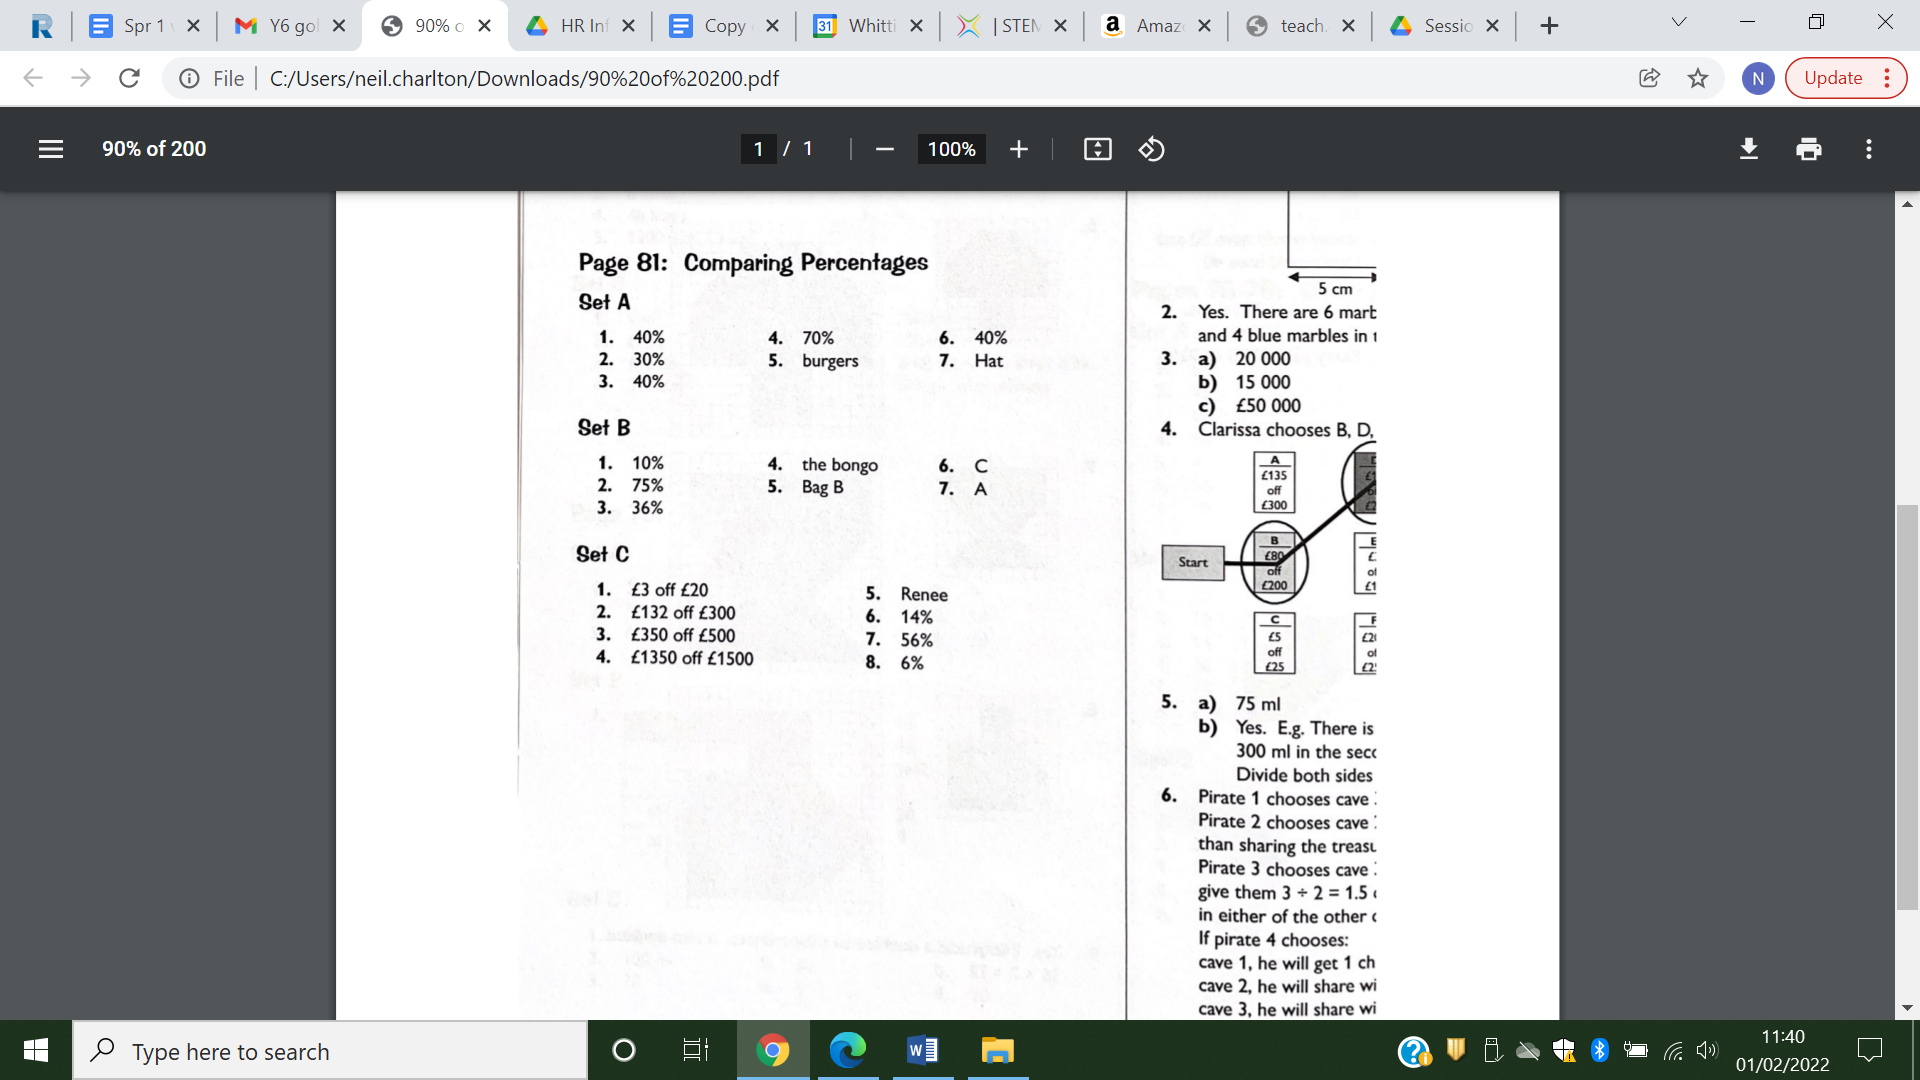 Spr 1
Y6 gol
90% o
HR Inf
Copy
31
Whitti
| STEM
a
Amaz
teach.
Sessio
File
C:/Users/neil.charlton/Downloads/90%20of%20200.pdf
N
Update
90% of 200
1 / 1
100%
Page 81: Comparing Percentages
Set A
1. 40%
2. 30%
3. 40%
4. 70%
5. burgers
6. 40%
7. Hat
Set B
1. 10%
2. 75%
3. 36%
4. the bongo
5. Bag B
6. C
7. A
Set C
1. £3 off £20
2. £132 off £300
3. £350 off £500
4. £1350 off £1500
5. Renee
6. 14%
7. 56%
8. 6%
5 cm
2. Yes. There are 6 marb
and 4 blue marbles in
3. a) 20 000
b) 15 000
c) £50 000
4. Clarissa chooses B, D,
A
£135
off
£300
Start
B
£80
off
£200
C
£5
off
£25
5. a) 75 ml
b) Yes. E.g. There is
300 ml in the seco
Divide both sides
6. Pirate 1 chooses cave
Pirate 2 chooses cave
than sharing the treasu
Pirate 3 chooses cave
give them 3 ÷ 2 = 1.5
in either of the other
If pirate 4 chooses:
cave 1, he will get 1 ch
cave 2, he will share wi
cave 3, he will share wi
Type here to search
11:40
01/02/2022